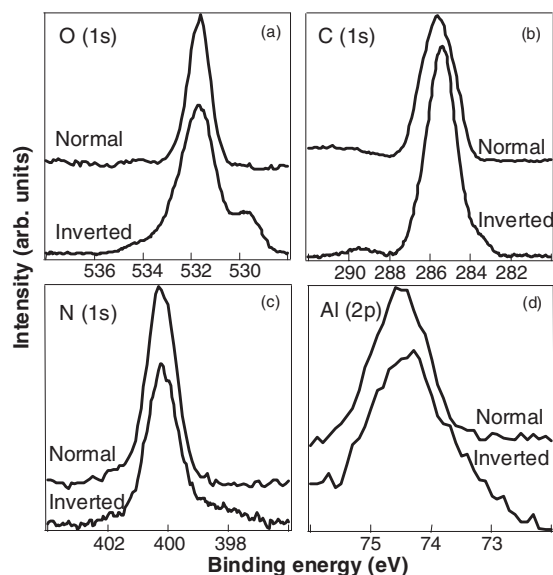 Intensity (arb. units)
O (1s)
(a)
Normal
Inverted
536
534
532
530
C (1s)
(b)
Normal
Inverted
290
288
286
284
282
N (1s)
(c)
Normal
Inverted
402
400
398
Al (2p)
(d)
Normal
Inverted
75
74
73
Binding energy (eV)